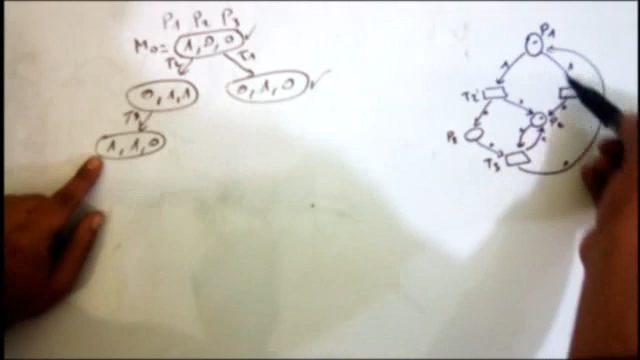 P1 P2 P3
M0= 1, 0, 0
T2 T1
0, 1, 1
0, 1, 0
T3
1, 1, 0
P1
1
T2
P2
P3
T3